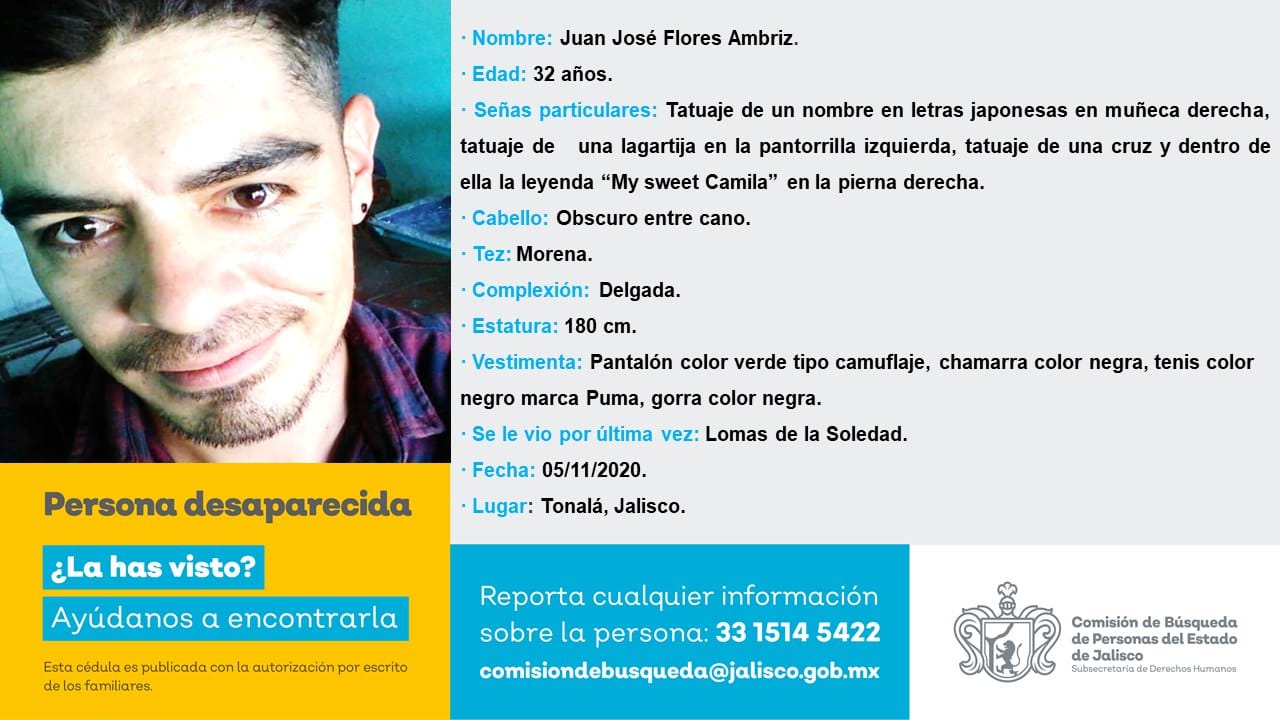 · Nombre: Juan José Flores Ambriz.
· Edad: 32 años.
· Señas particulares: Tatuaje de un nombre en letras japonesas en muñeca derecha,
tatuaje de una lagartija en la pantorrilla izquierda, tatuaje de una cruz y dentro de
ella la leyenda “My sweet Camila” en la pierna derecha.
· Cabello: Obscuro entre cano.
· Tez: Morena.
· Complexión: Delgada.
· Estatura: 180 cm.
· Vestimenta: Pantalón color verde tipo camuflaje, chamarra color negra, tenis color
negro marca Puma, gorra color negra.
· Se le vio por última vez: Lomas de la Soledad.
· Fecha: 05/11/2020.
· Lugar: Tonalá, Jalisco.
Persona desaparecida
¿La has visto?
Ayúdanos a encontrarla
Esta cédula es publicada con la autorización por escrito
de los familiares.
Reporta cualquier información
sobre la persona: 33 1514 5422
comisiondebusqueda@jalisco.gob.mx
Comisión de Búsqueda
de Personas del Estado
de Jalisco
Subsecretaría de Derechos Humanos